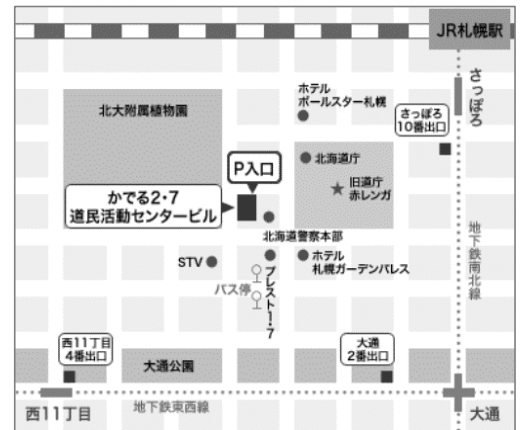 JR札幌駅
さっぽろ
ホテル
ポールスター札幌
北大附属植物園
さっぽろ
10番出口
P入口
北海道庁
旧道庁
赤レンガ
かでる2・7
道民活動センタービル
北海道警察本部
地下鉄南北線
STV
ホテル
札幌ガーデンパレス
バス停
プレスト1・7
西11丁目
4番出口
大通公園
大通
2番出口
西11丁目
地下鉄東西線
大通